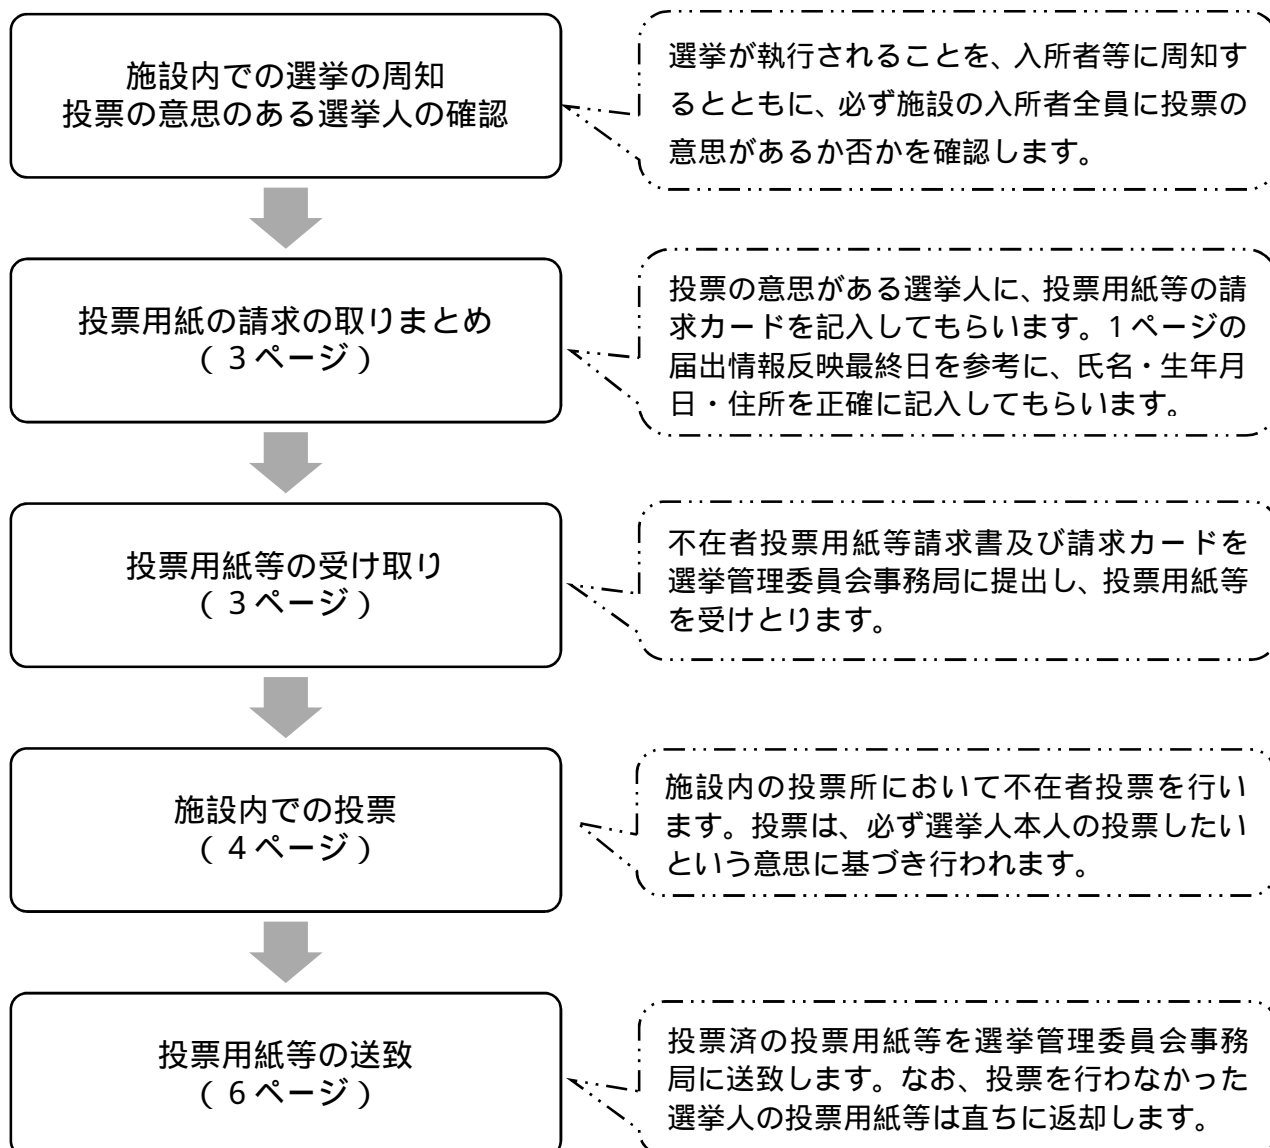 施設内での選挙の周知
投票の意思のある選挙人の確認
選挙が執行されることを、入所者等に周知す
るとともに、必ず施設の入所者全員に投票の
意思があるか否かを確認します。
投票用紙の請求の取りまとめ
(3ページ)
投票の意思がある選挙人に、投票用紙等の請
求カードを記入してもらいます。1ページの
届出情報反映最終日を参考に、氏名・生年月
日・住所を正確に記入してもらいます。
投票用紙等の受け取り
(3ページ)
不在者投票用紙等請求書及び請求カードを
選挙管理委員会事務局に提出し、投票用紙等
を受けとります。
施設内での投票
(4ページ)
施設内の投票所において不在者投票を行い
ます。投票は、必ず選挙人本人の投票したい
という意思に基づき行われます。
投票用紙等の送致
(6ページ)
投票済の投票用紙等を選挙管理委員会事務
局に送致します。なお、投票を行わなかった
選挙人の投票用紙等は直ちに返却します。